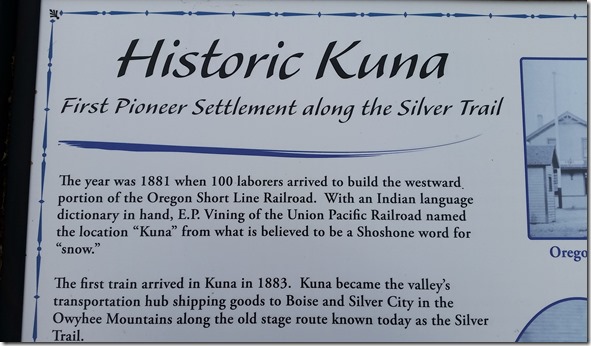 Historic Kuna
First Pioneer Settlement along the Silver Trail
The year was 1881 when 100 laborers arrived to build the westward
portion of the Oregon Short Line Railroad. With an Indian language
dictionary in hand, E.P. Vining of the Union Pacific Railroad named
the location “Kuna” from what is believed to be a Shoshone word for
“snow.”
The first train arrived in Kuna in 1883. Kuna became the valley’s
transportation hub shipping goods to Boise and Silver City in the
Owyhee Mountains along the old stage route known today as the Silver
Trail.
Orego